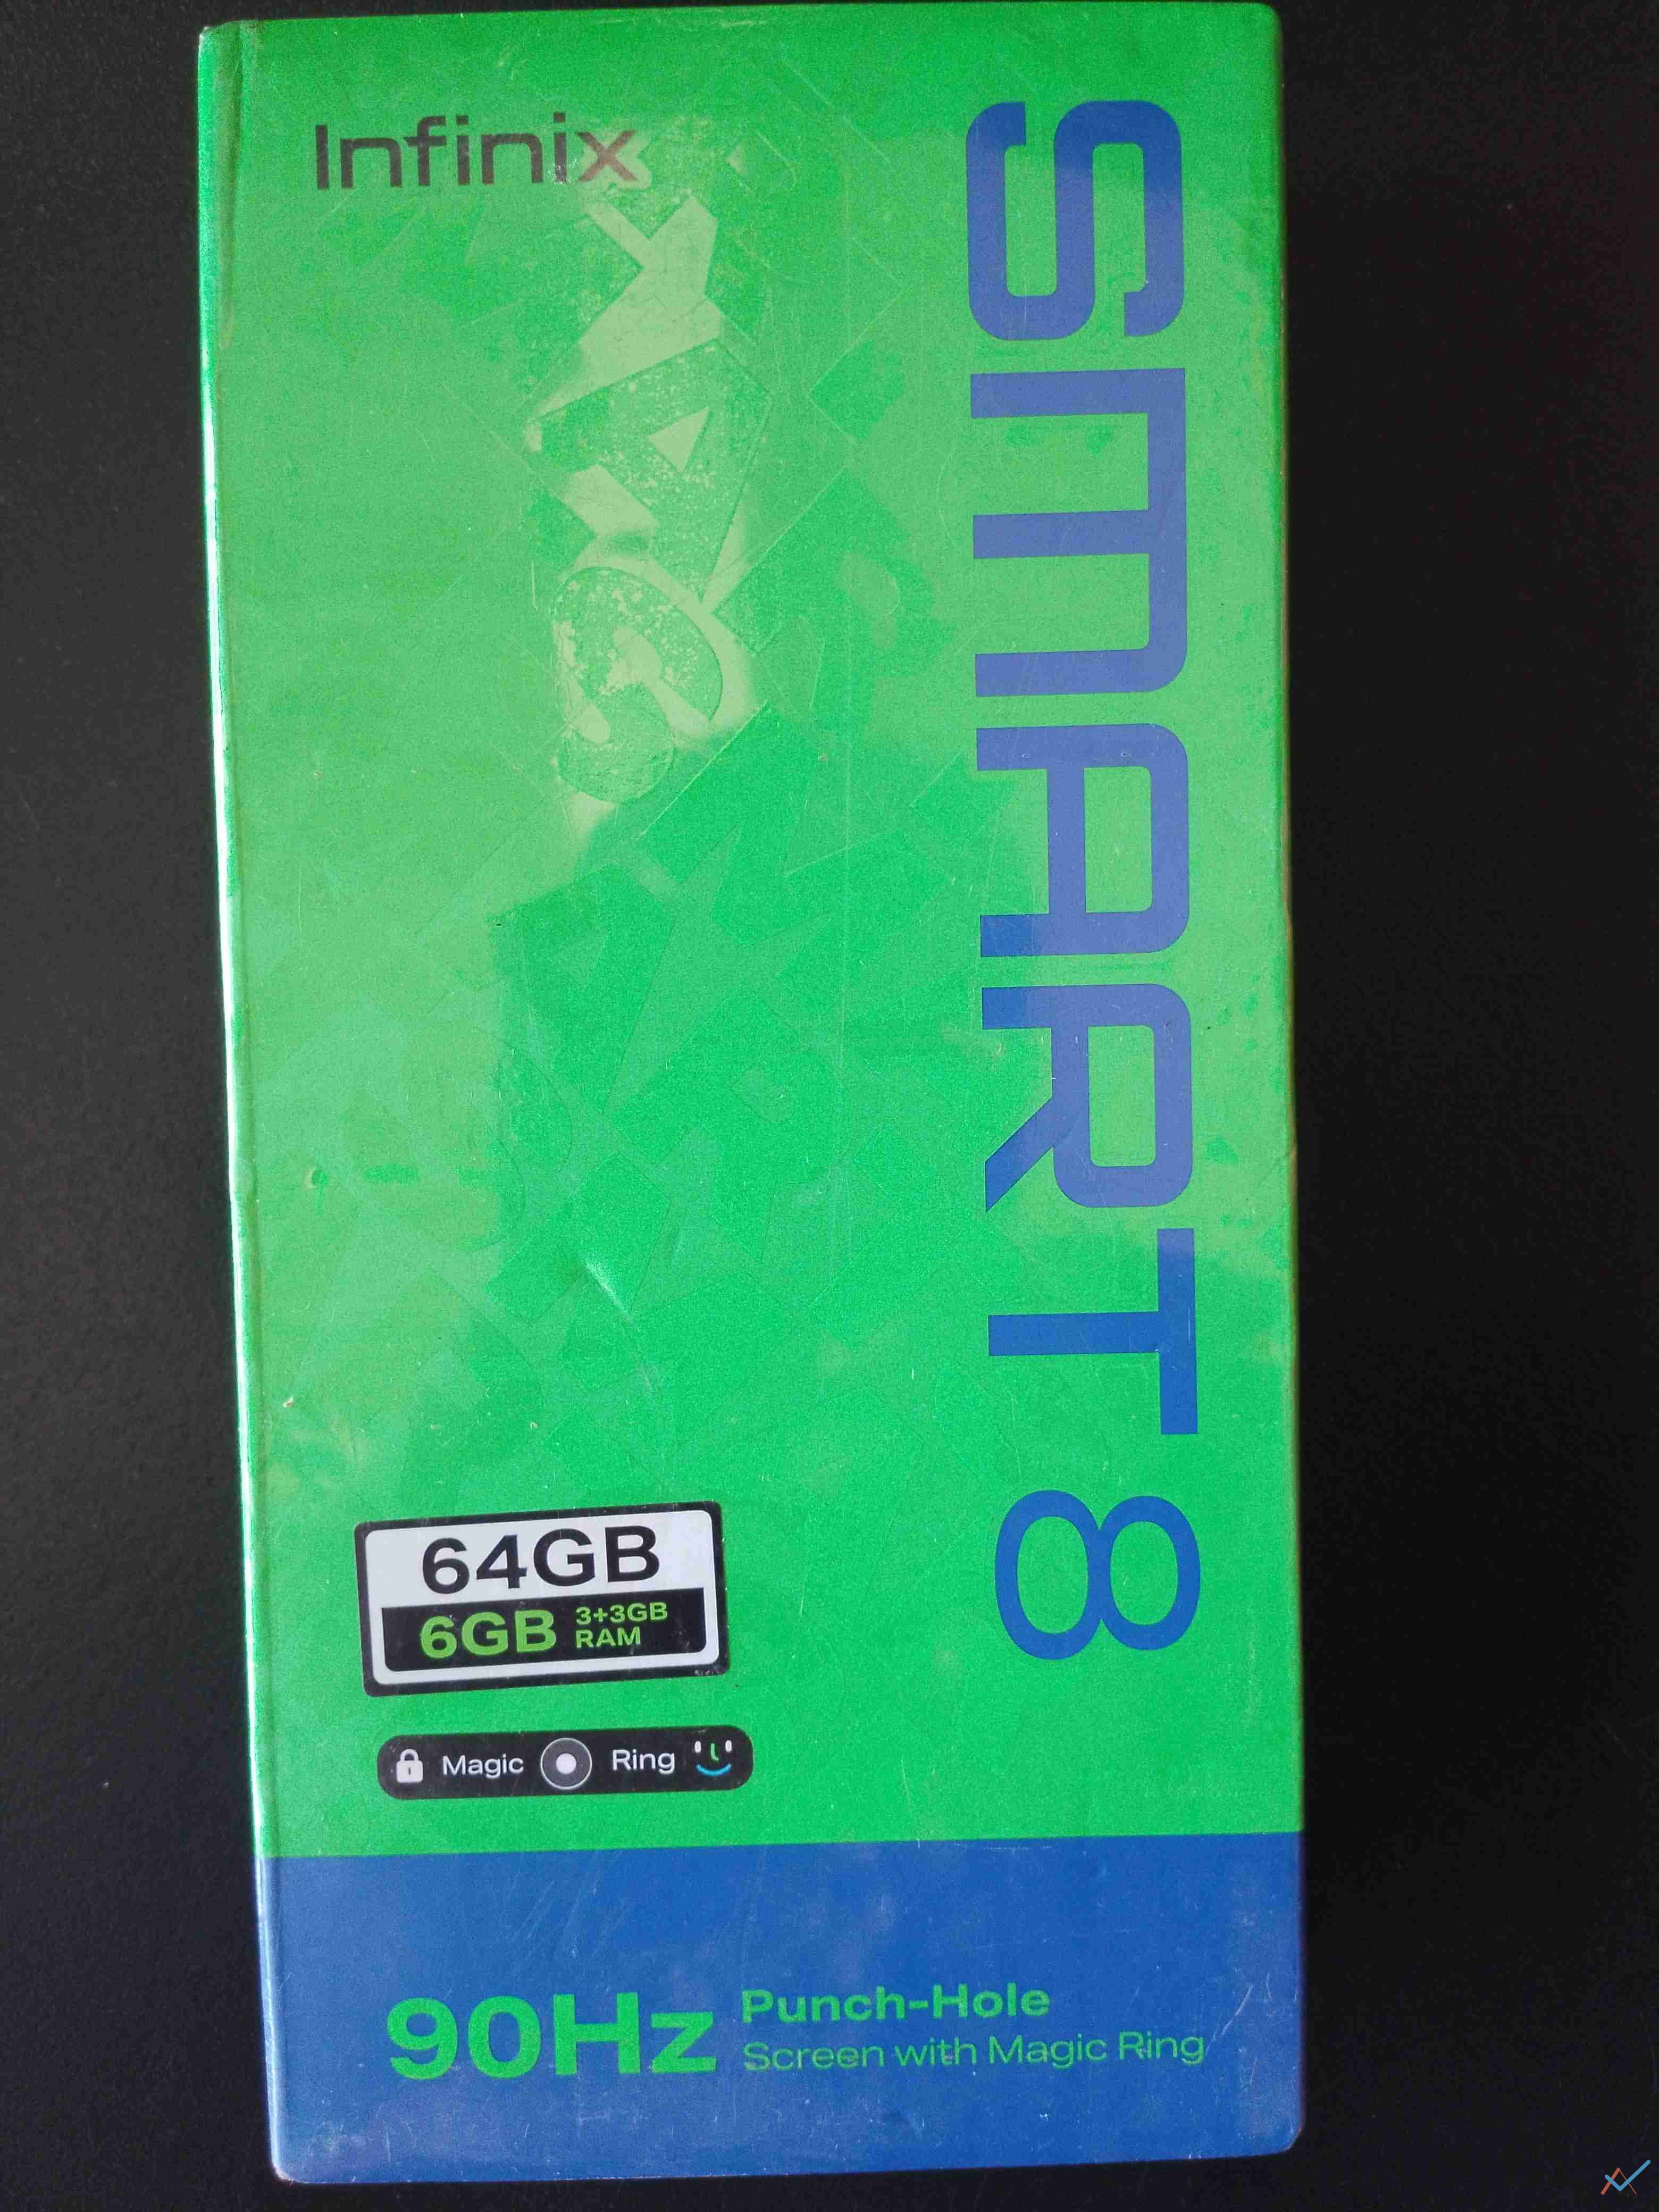 Infinix
SMART 8
64GB
6GB 3+3GB
RAM
Magic Ring
90Hz Punch-Hole
Screen with Magic Ring